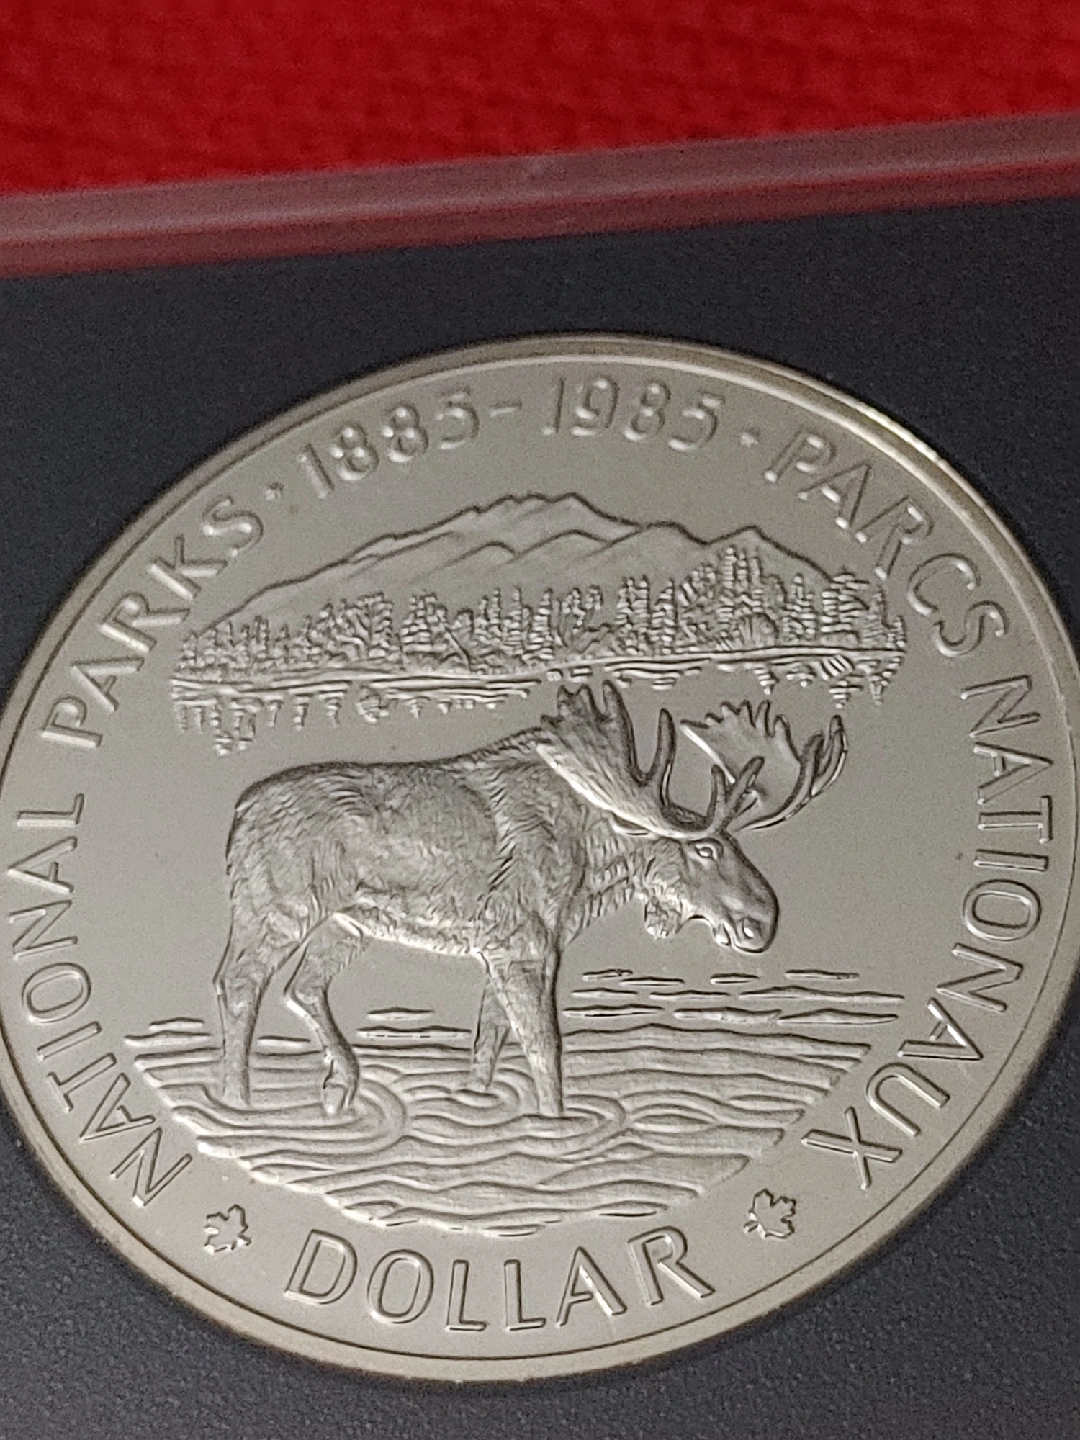 NATIONAL PARKS · 1885-1985 · PARCS NATIONAUX
DOLLAR